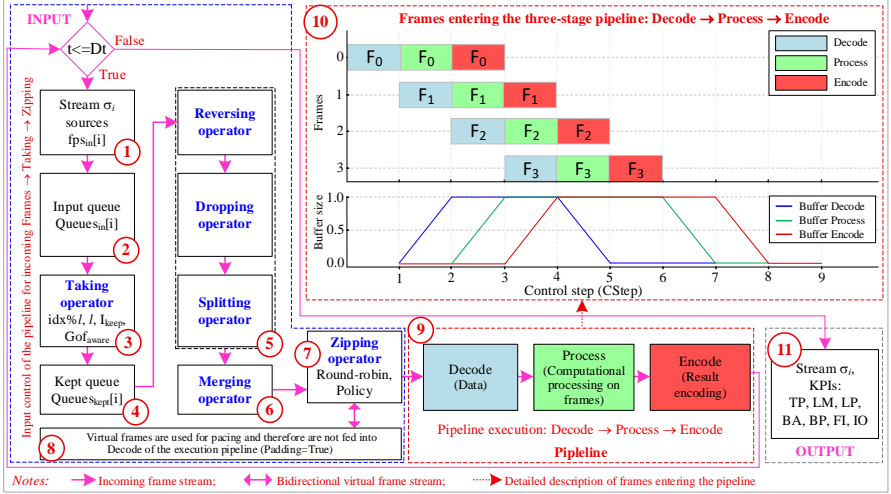 INPUT
t<=Dt
False
True
Input control of the pipeline for incoming Frames → Taking → Zipping
Stream σi
sources
fpsin[i]
1
Input queue
Queuesin[i]
2
Taking
operator
idx%l, l, Ikeep,
Gofaware
3
Kept queue
Queueskept[i]
4
Reversing
operator
Dropping
operator
Splitting
operator
5
Merging
operator
6
7
Zipping
operator
Round-robin,
Policy
8
Virtual frames are used for pacing and therefore are not fed into
Decode of the execution pipeline (Padding=True)
9
Decode
(Data)
Process
(Computational
processing on
frames)
Encode
(Result
encoding)
Pipeline execution: Decode → Process → Encode
Pipleline
10
Frames entering the three-stage pipeline: Decode → Process → Encode
Frames
0
1
2
3
F0 F0 F0
F1 F1 F1
F2 F2 F2
F3 F3 F3
Decode
Process
Encode
Buffer size
1.0
0.5
0.0
Buffer Decode
Buffer Process
Buffer Encode
1 2 3 4 5 6 7 8 9
Control step (CStep)
11
Stream σi,
KPIs:
TP, LM, LP,
BA, BP, FI, IO
OUTPUT
Notes:
Incoming frame stream;
Bidirectional virtual frame stream;
Detailed description of frames entering the pipeline